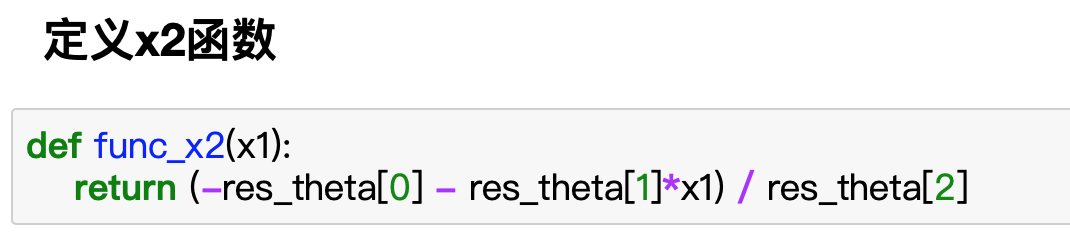 定义x2函数
def func_x2(x1):
    return (-res_theta[0] - res_theta[1]*x1) / res_theta[2]